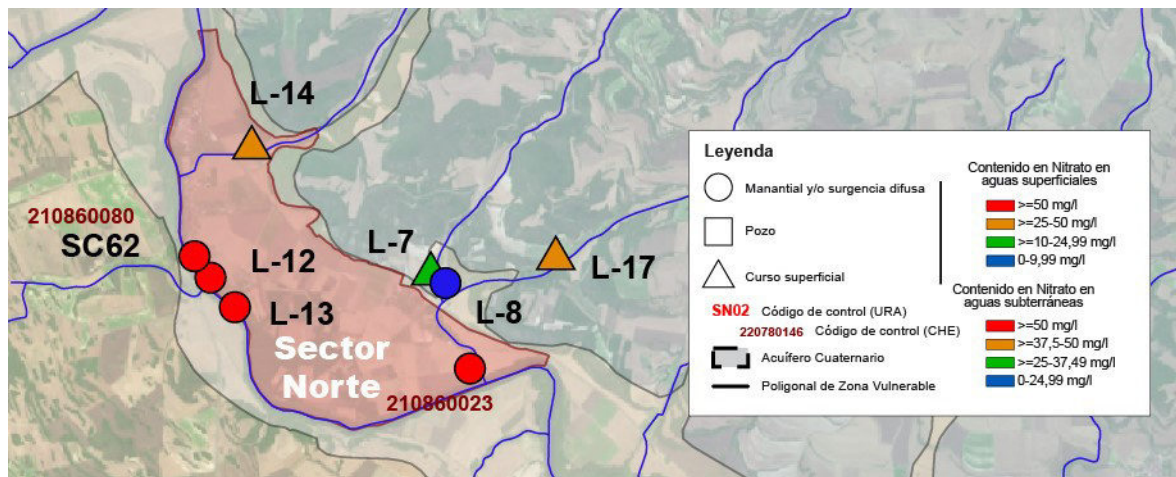 L-14
210860080
SC62
L-12
L-13
L-7
L-8
L-17
Sector
Norte
210860023
Leyenda
Manantial y/o surgencia difusa
Pozo
Curso superficial
SN02 Código de control (URA)
220780146 Código de control (CHE)
Acuífero Cuaternario
Poligonal de Zona Vulnerable
Contenido en Nitrato en
aguas superficiales
>=50 mg/l
>=25-50 mg/l
>=10-24,99 mg/l
0-9,99 mg/l
Contenido en Nitrato en
aguas subterráneas
>=50 mg/l
>=37,5-50 mg/l
>=25-37,49 mg/l
0-24,99 mg/l